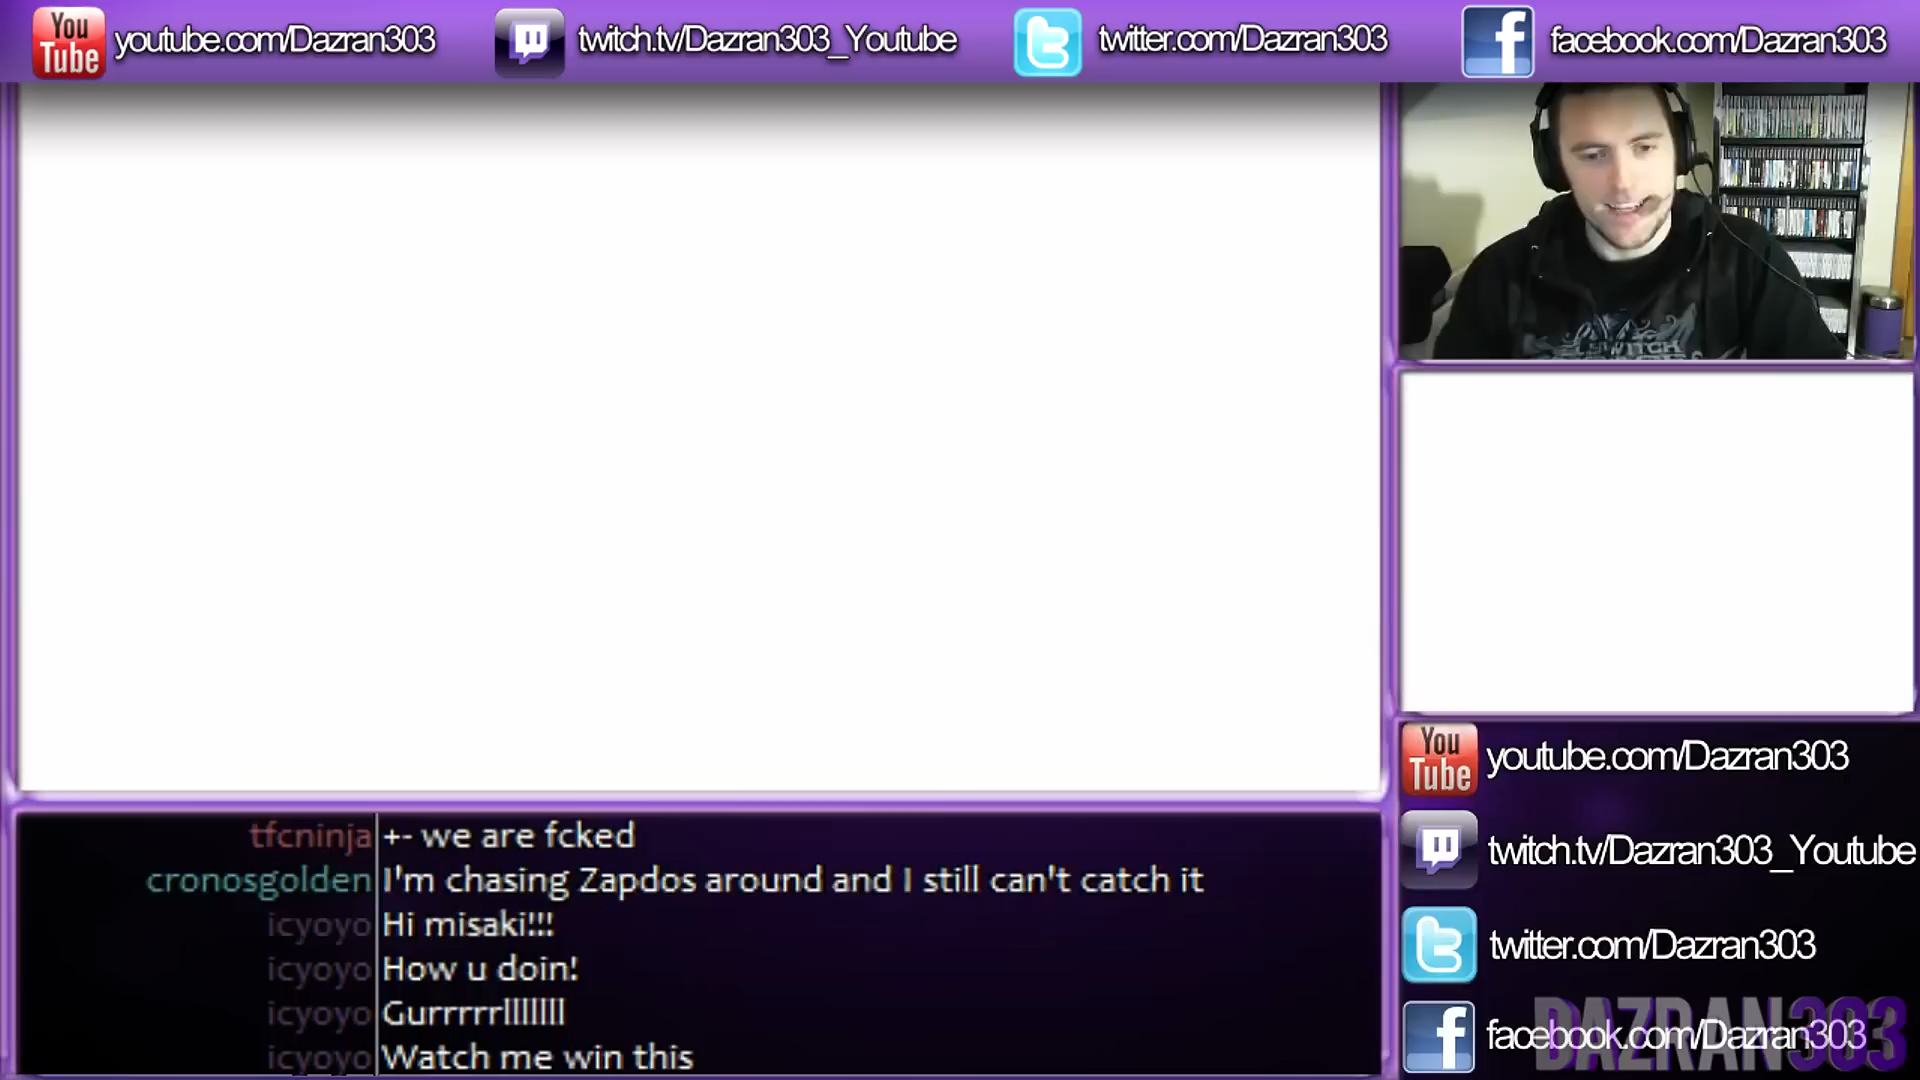 You Tube youtube.com/Dazran303 twitch.tv/Dazran303_Youtube twitter.com/Dazran303 facebook.com/Dazran303
You Tube youtube.com/Dazran303
twitch.tv/Dazran303_Youtube
twitter.com/Dazran303
facebook.com/Dazran303
DAZRAN303
tfcninja +- we are fcked
cronosgolden I'm chasing Zapdos around and I still can't catch it
icyoyo Hi misaki!!!
icyoyo How u doin!
icyoyo Gurrrrrlllllll
icyoyo Watch me win this